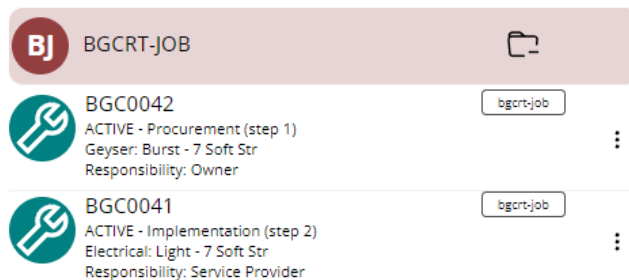 BJ BGCRT-JOB
BGC0042 bgcrt-job
ACTIVE - Procurement (step 1)
Geyser: Burst - 7 Soft Str
Responsibility: Owner
BGC0041 bgcrt-job
ACTIVE - Implementation (step 2)
Electrical: Light - 7 Soft Str
Responsibility: Service Provider